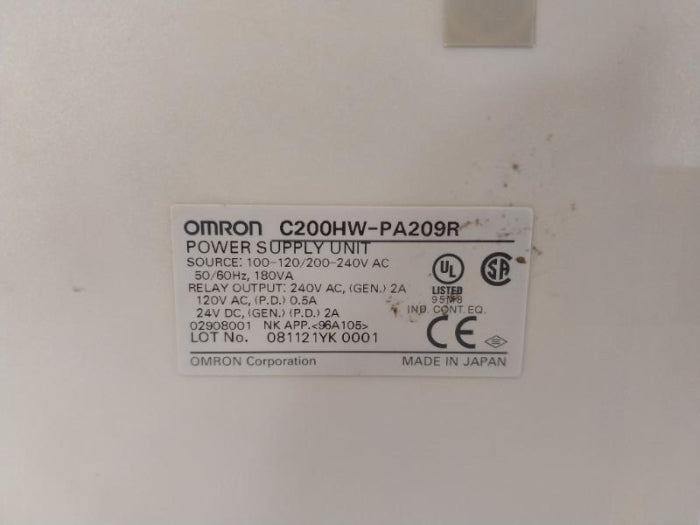 OMRON C200HW-PA209R
POWER SUPPLY UNIT
SOURCE: 100-120/200-240V AC
50/60Hz, 180VA
RELAY OUTPUT: 240V AC, (GEN.) 2A
120V AC, (P.D.) 0.5A
24V DC, (GEN.) (P.D.) 2A
02908001 NK APP.<96A105>
LOT No. 081121YK 0001
UL
LISTED
IND. CONT. EQ.
SA
CE
OMRON Corporation MADE IN JAPAN